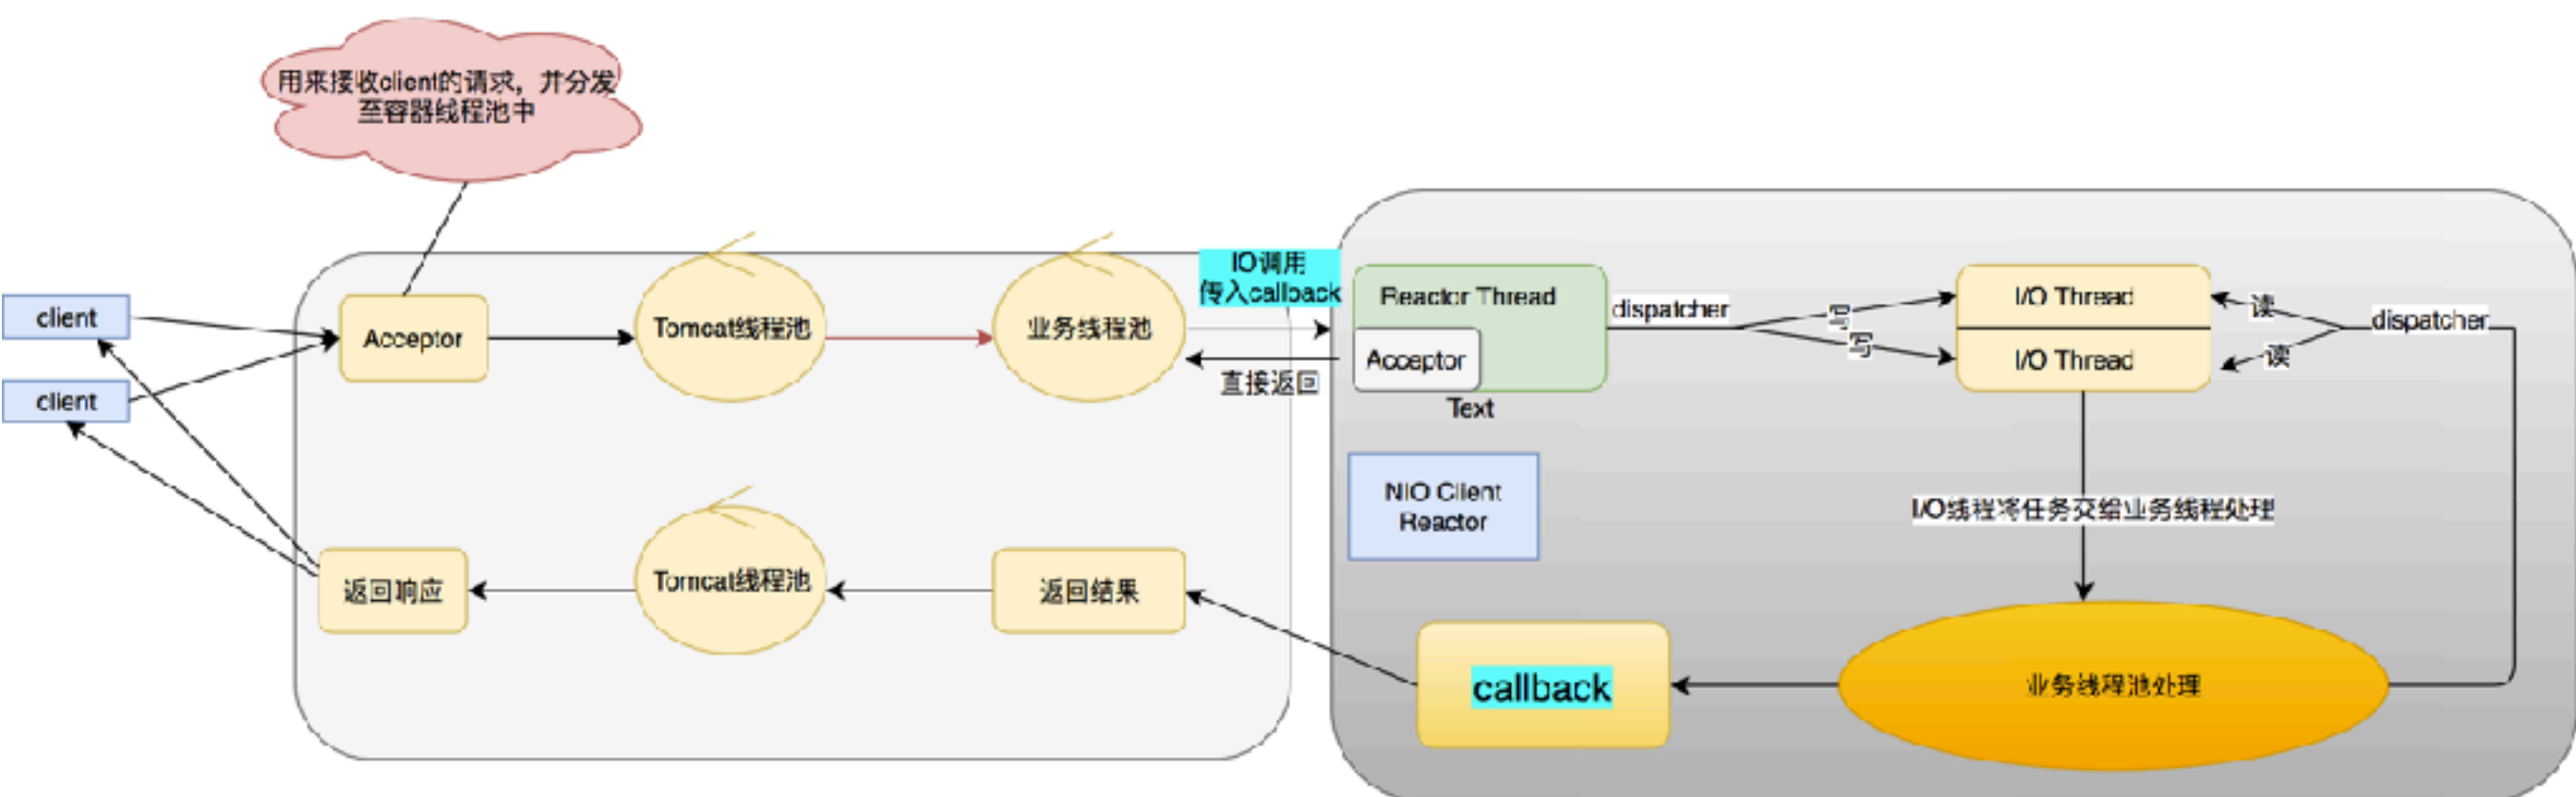 用来接收client的请求，并分发
至容器线程池中
client
client
Acceptor
Tomcat线程池
业务线程池
IO调用
传入callback
直接返回
Reactor Thread
Acceptor
Text
dispatcher
写
写
I/O Thread
I/O Thread
读
读
dispatcher
NIO Client
Reactor
I/O线程将任务交给业务线程处理
返回响应
Tomcat线程池
返回结果
callback
业务线程池处理